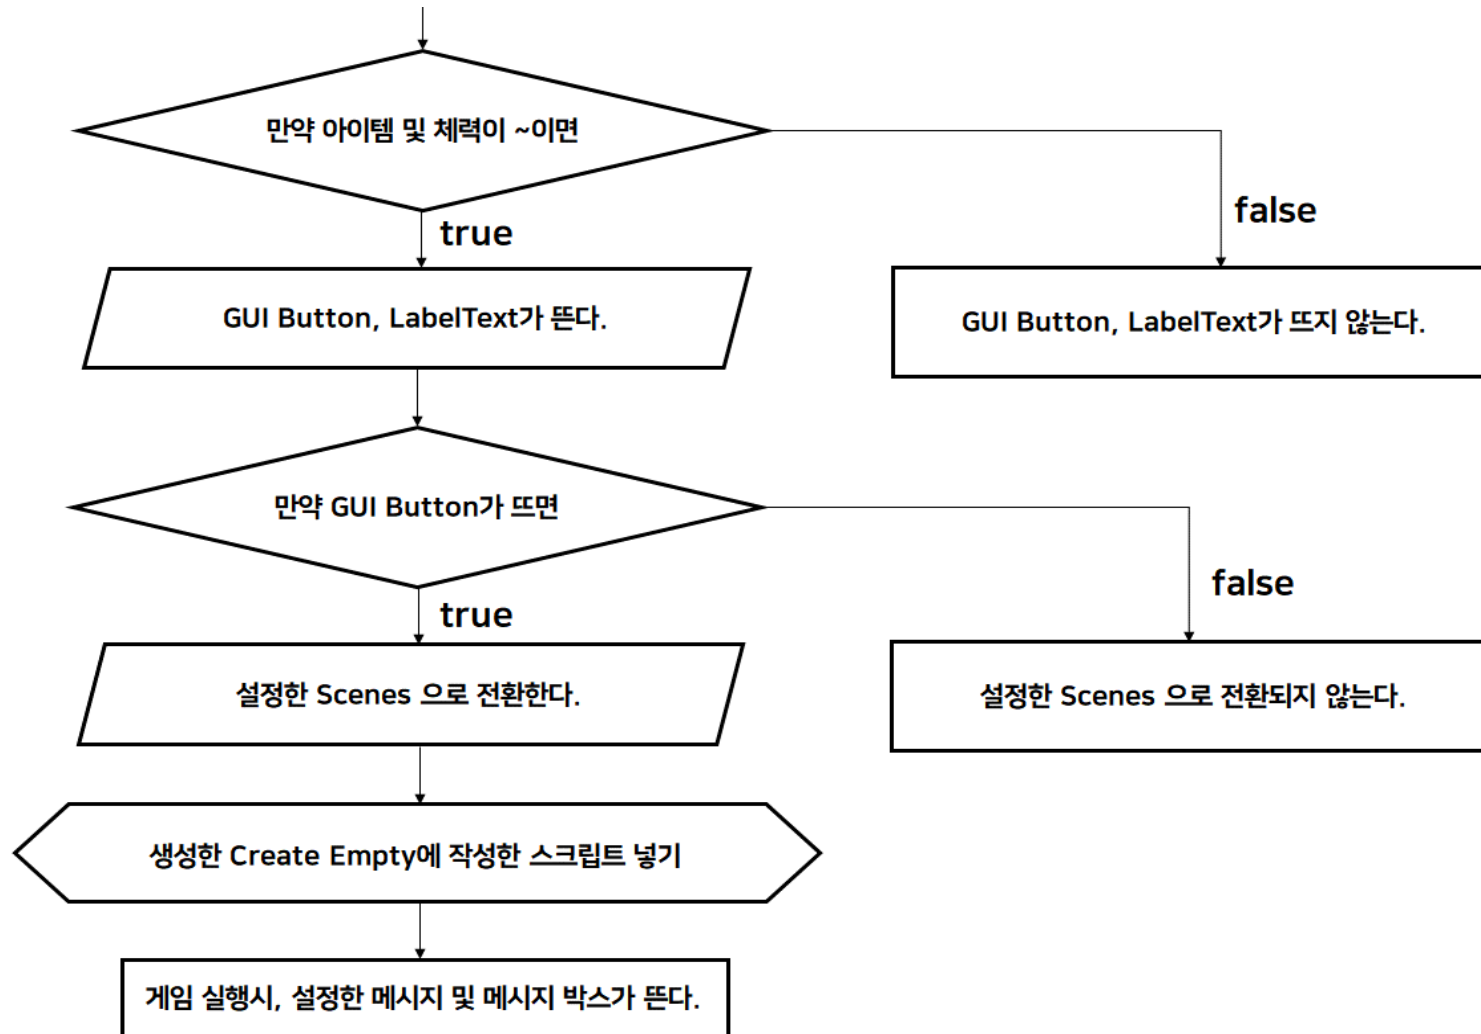 만약 아이템 및 체력이 ~이면
true
false
GUI Button, LabelText가 뜬다.
GUI Button, LabelText가 뜨지 않는다.
만약 GUI Button가 뜨면
true
false
설정한 Scenes 으로 전환한다.
설정한 Scenes 으로 전환되지 않는다.
생성한 Create Empty에 작성한 스크립트 넣기
게임 실행시, 설정한 메시지 및 메시지 박스가 뜬다.